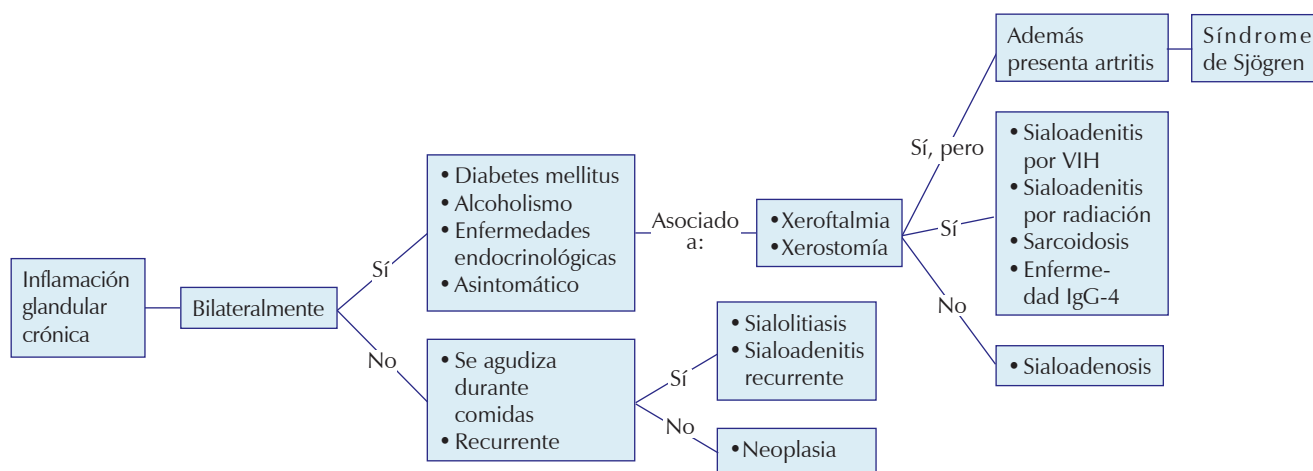 Inflamación
glandular
crónica
Bilateralmente
Sí
• Diabetes mellitus
• Alcoholismo
• Enfermedades
endocrinológicas
• Asintomático
Asociado
a:
•Xeroftalmia
•Xerostomía
Sí, pero
Además
presenta artritis
Síndrome
de Sjögren
Sí
• Sialoadenitis
por VIH
• Sialoadenitis
por radiación
• Sarcoidosis
• Enferme-
dad IgG-4
No
• Sialoadenosis
No
• Se agudiza
durante
comidas
• Recurrente
Sí
• Sialolitiasis
• Sialoadenitis
recurrente
No
•Neoplasia